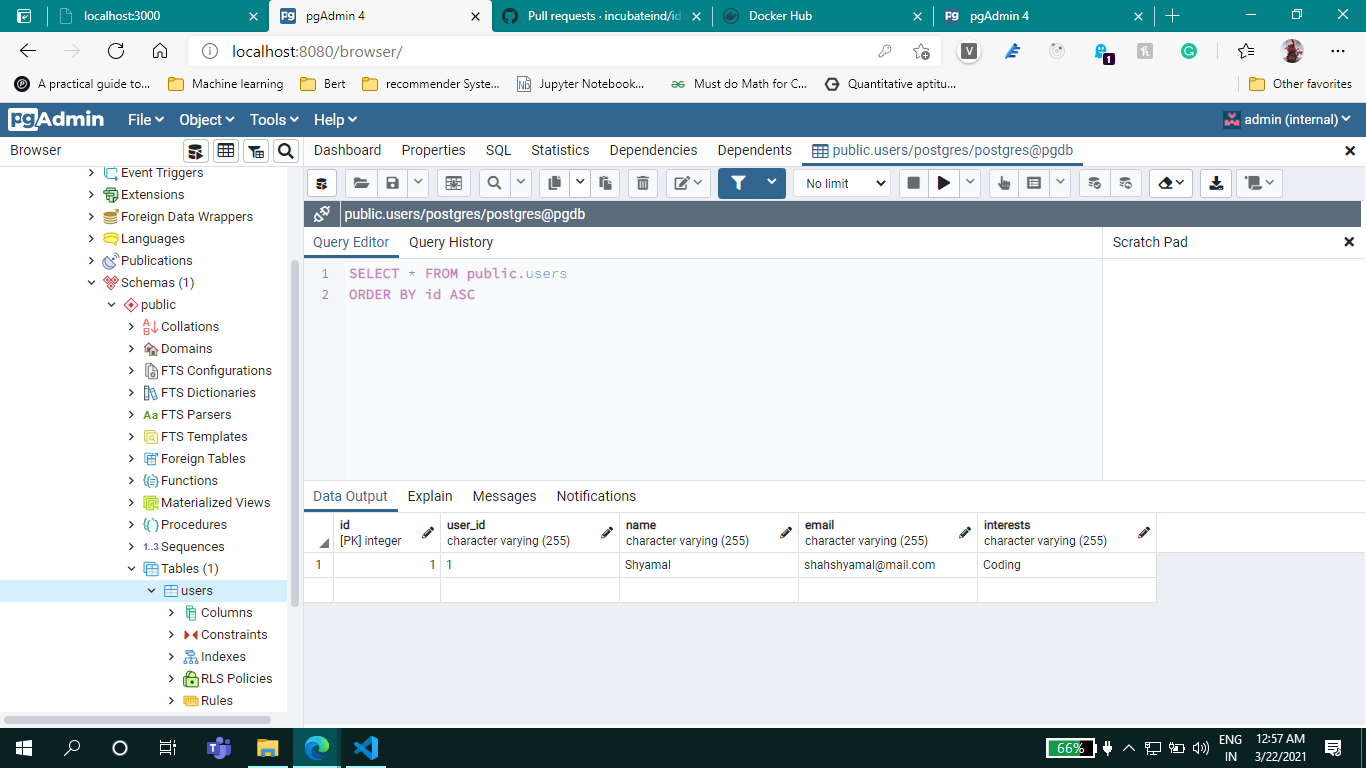 localhost:3000
pgAdmin 4
Pull requests · incubateind/id
Docker Hub
pgAdmin 4
localhost:8080/browser/
V
1
A practical guide to...
Machine learning
Bert
recommender Syste...
Jupyter Notebook...
Must do Math for C...
Quantitative aptitu...
Other favorites
pgAdmin
File
Object
Tools
Help
admin (internal)
Browser
Dashboard
Properties
SQL
Statistics
Dependencies
Dependents
public.users/postgres/postgres@pgdb
No limit
public.users/postgres/postgres@pgdb
Query Editor
Query History
Scratch Pad
1 SELECT * FROM public.users
2 ORDER BY id ASC
Event Triggers
Extensions
Foreign Data Wrappers
Languages
Publications
Schemas (1)
public
Collations
Domains
FTS Configurations
FTS Dictionaries
Aa FTS Parsers
FTS Templates
Foreign Tables
Functions
Materialized Views
Procedures
1..3 Sequences
Tables (1)
users
Columns
Constraints
Indexes
RLS Policies
Rules
Data Output
Explain
Messages
Notifications
id
[PK] integer
user_id
character varying (255)
name
character varying (255)
email
character varying (255)
interests
character varying (255)
1 1 1 Shyamal shahshyamal@mail.com Coding
66%
ENG
IN
12:57 AM
3/22/2021